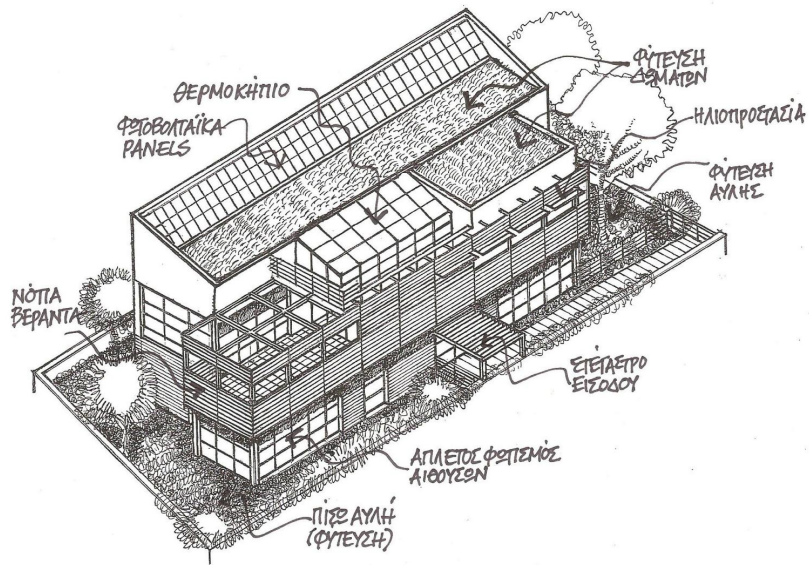 ΦΥΤΕΥΣΗ
ΔΩΜΑΤΩΝ
ΘΕΡΜΟΚΗΠΙΟ
ΗΛΙΟΠΡΟΣΤΑΣΙΑ
ΦΩΤΟΒΟΛΤΑΪΚΑ
PANELS
ΦΥΤΕΥΣΗ
ΑΥΛΗΣ
ΝΟΤΙΑ
ΒΕΡΑΝΤΑ
ΣΤΕΓΑΣΤΡΟ
ΕΙΣΟΔΟΥ
ΑΠΛΕΤΟΣ ΦΩΤΙΣΜΟΣ
ΑΙΘΟΥΣΩΝ
ΠΙΣΩ ΑΥΛΗ
(ΦΥΤΕΥΣΗ)